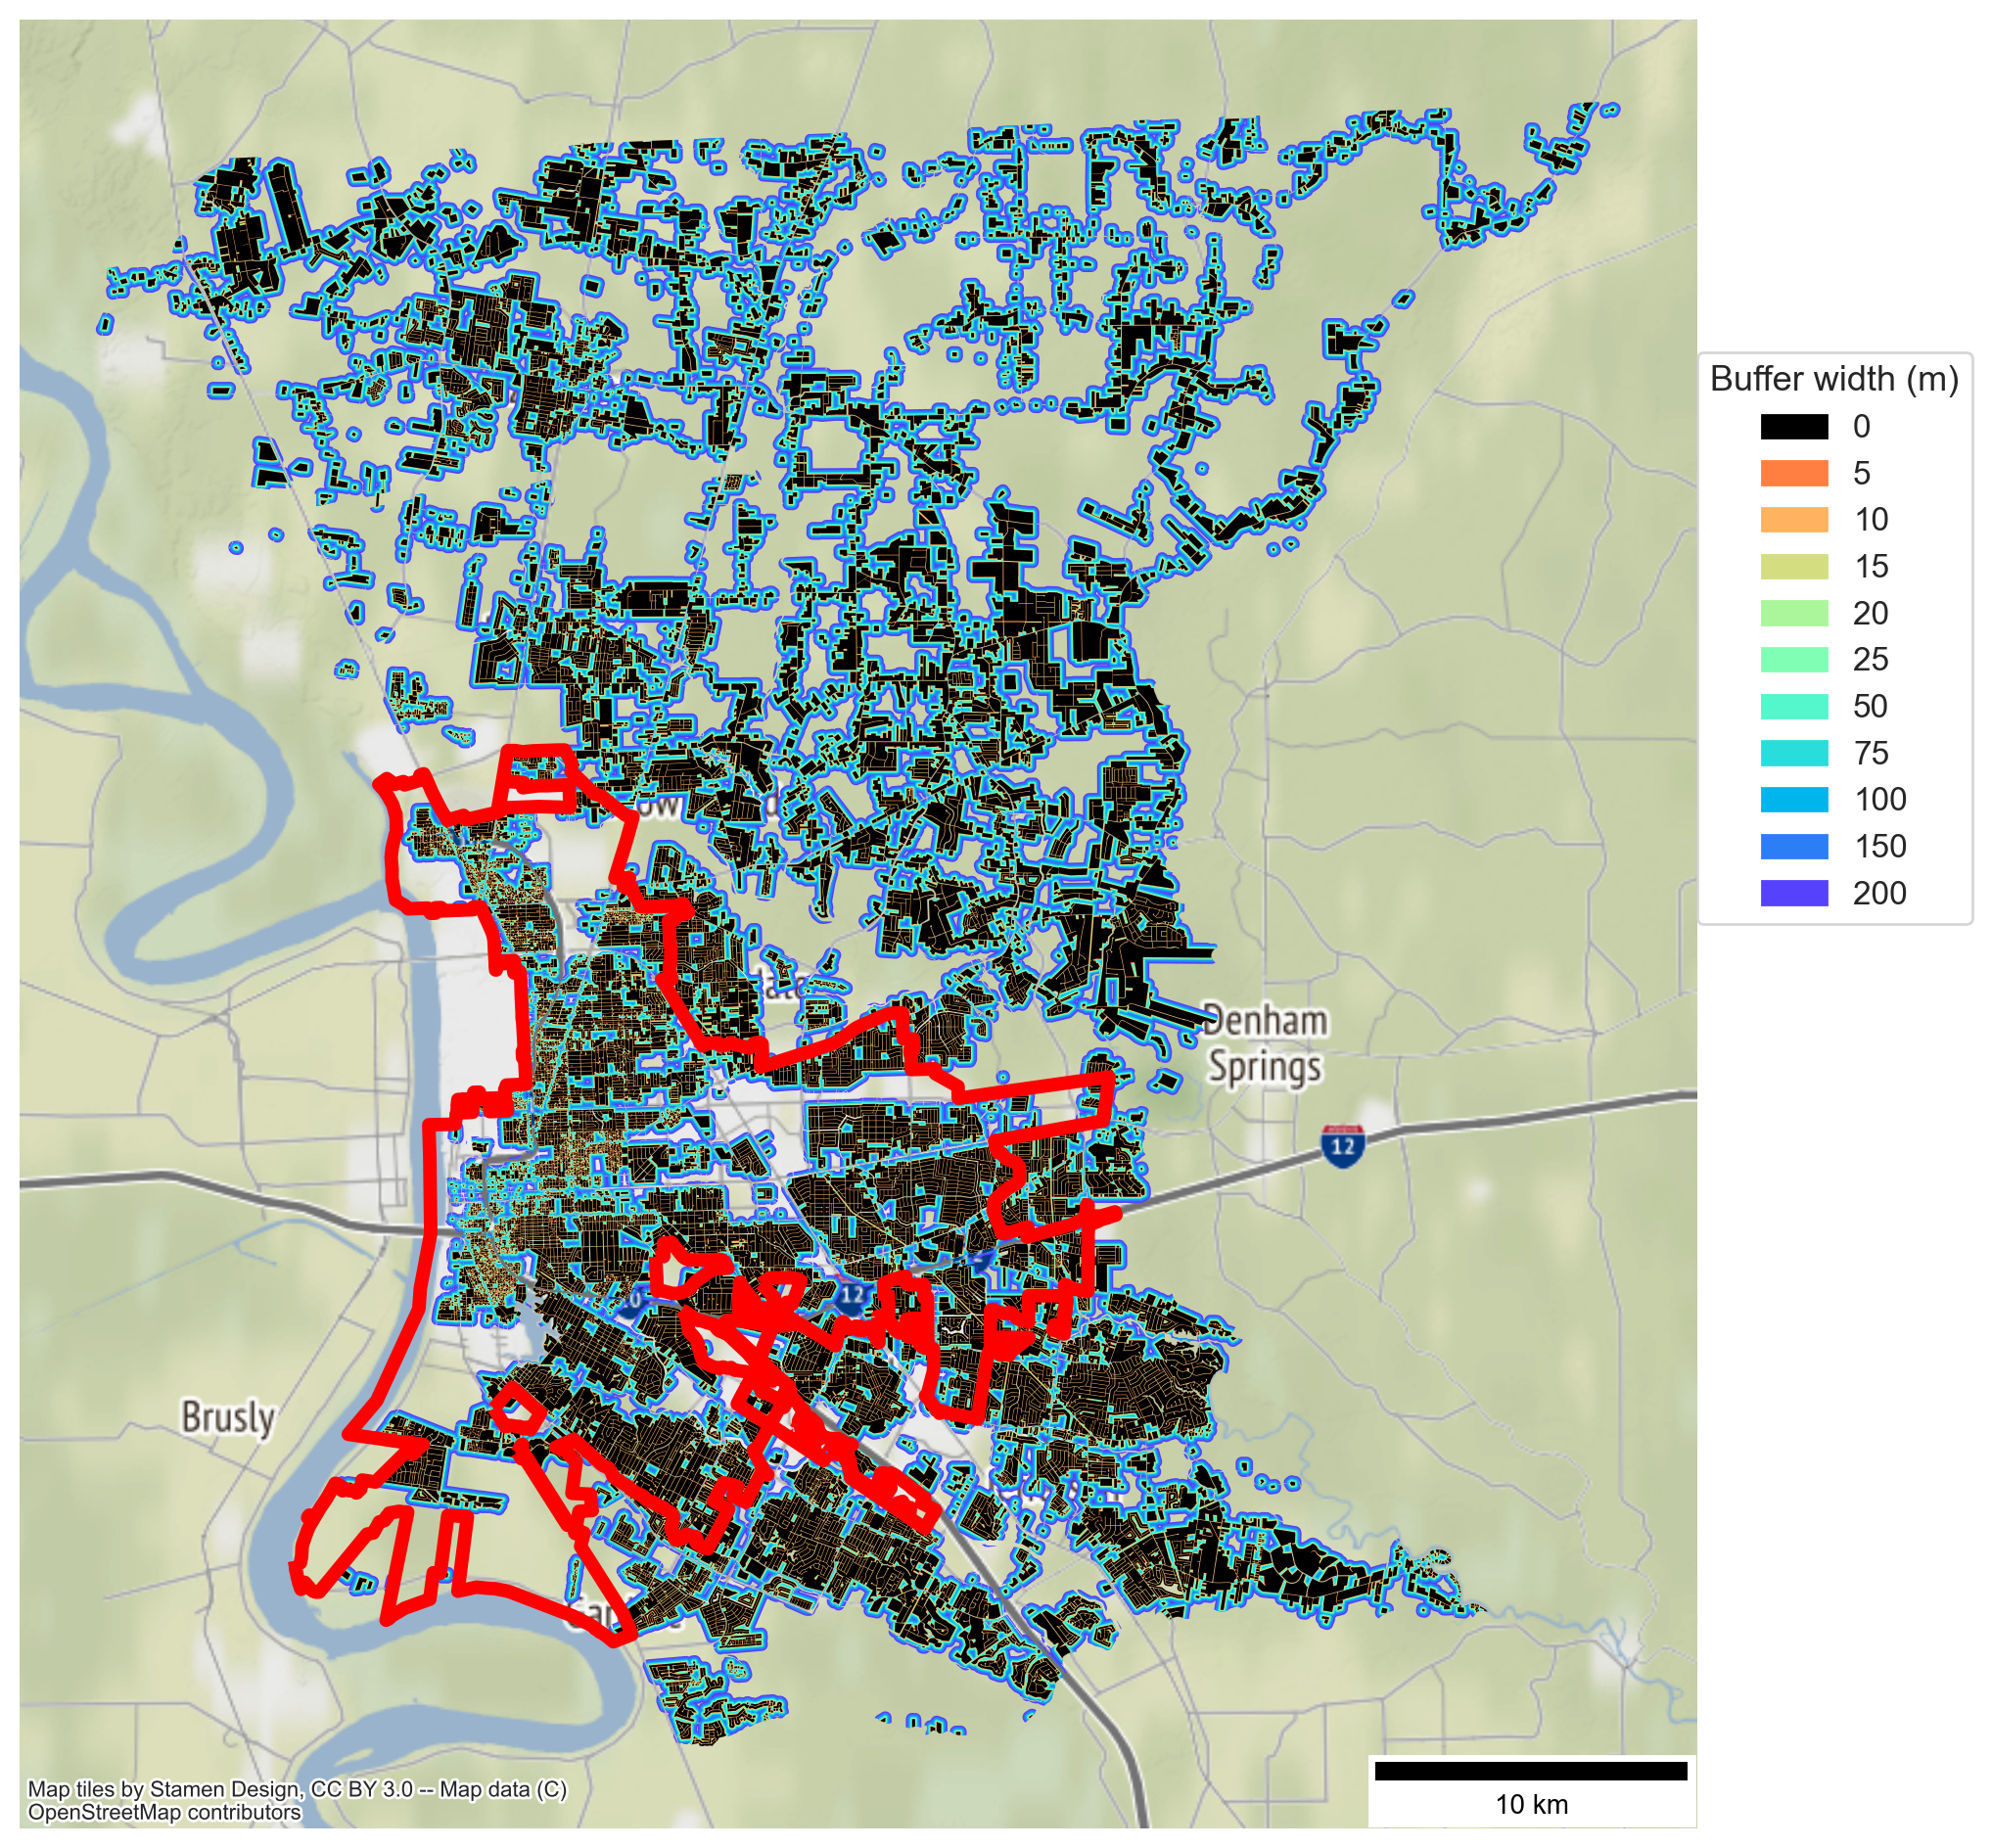 Buffer width (m)
0
5
10
15
20
25
50
75
100
150
200
Denham
Springs
12
12
Brusly
Map tiles by Stamen Design, CC BY 3.0 -- Map data (C)
OpenStreetMap contributors
10 km